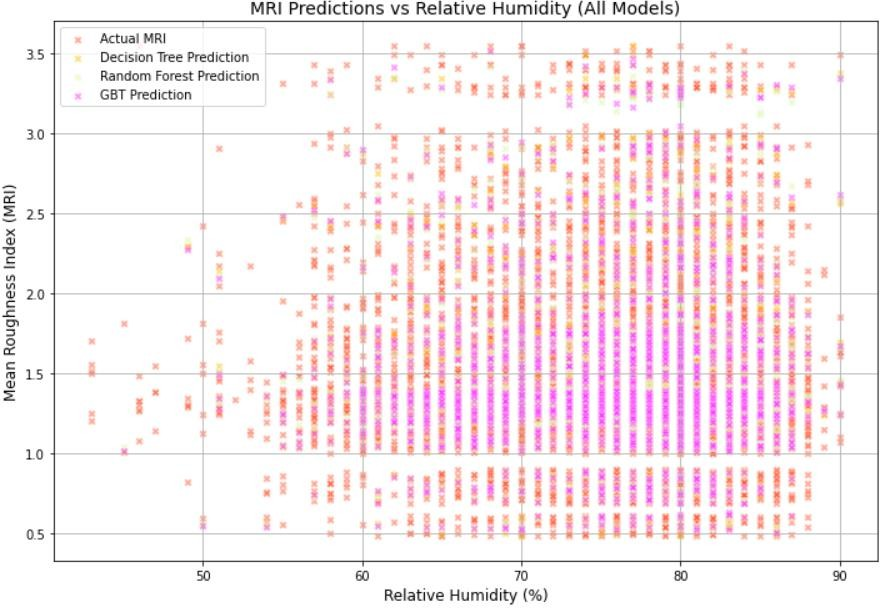 MRI Predictions vs Relative Humidity (All Models)
Actual MRI
Decision Tree Prediction
Random Forest Prediction
GBT Prediction
Mean Roughness Index (MRI)
3.5
3.0
2.5
2.0
1.5
1.0
0.5
50 60 70 80 90
Relative Humidity (%)